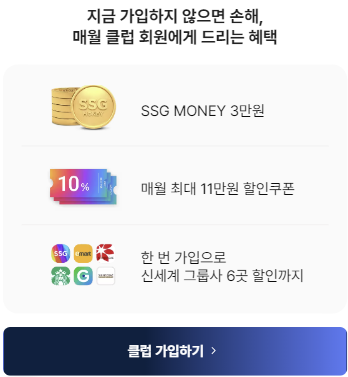 지금 가입하지 않으면 손해,
매월 클럽 회원에게 드리는 혜택
SSG
MONEY
SSG MONEY 3만원
10%
매월 최대 11만원 할인쿠폰
SSG
한 번 가입으로
신세계 그룹사 6곳 할인까지
클럽 가입하기 >